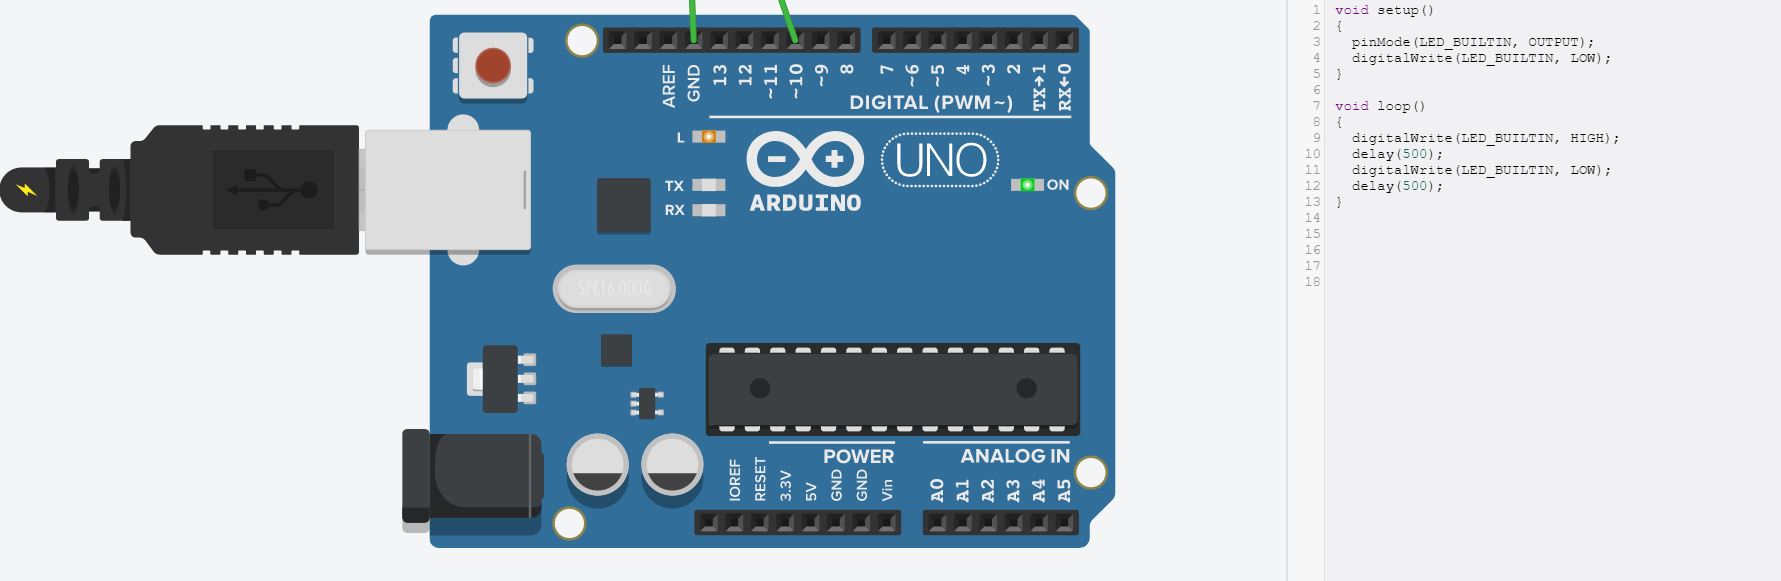 AREF
GND
13
12
~11
~10
~9
8
7
~6
~5
4
~3
2
TX→1
RX←0
DIGITAL (PWM~)
L
TX
RX
UNO
ON
ARDUINO
SPK16.000G
IOREF
RESET
3.3V
5V
GND
GND
Vin
POWER
ANALOG IN
A0
A1
A2
A3
A4
A5
1 void setup()
2 {
3   pinMode(LED_BUILTIN, OUTPUT);
4   digitalWrite(LED_BUILTIN, LOW);
5 }
6
7 void loop()
8 {
9   digitalWrite(LED_BUILTIN, HIGH);
10   delay(500);
11   digitalWrite(LED_BUILTIN, LOW);
12   delay(500);
13 }
14
15
16
17
18